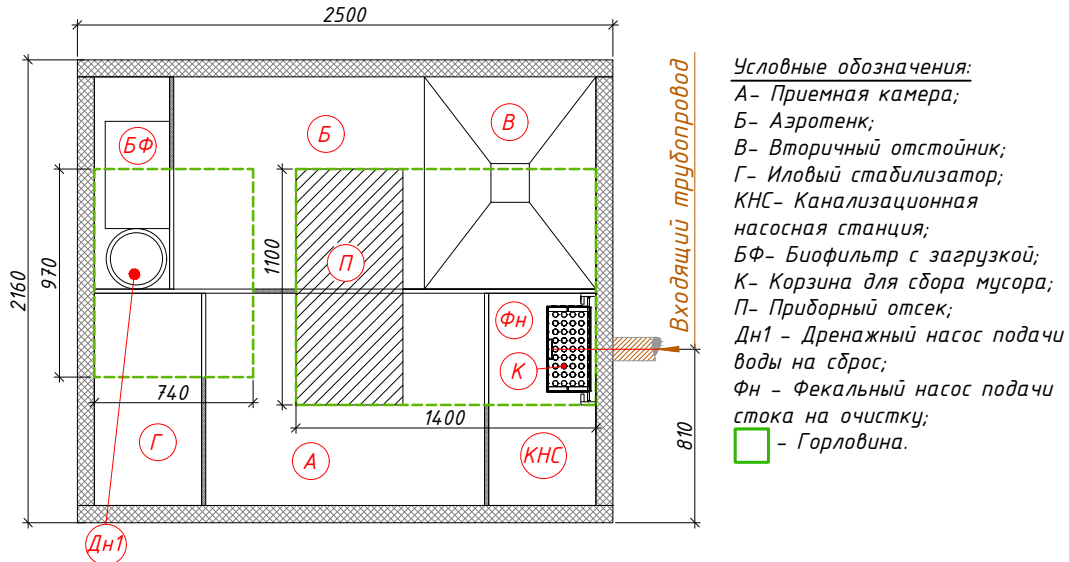 2500
Условные обозначения:
А- Приемная камера;
Б- Аэротенк;
В- Вторичный отстойник;
Г- Иловый стабилизатор;
КНС- Канализационная
насосная станция;
БФ- Биофильтр с загрузкой;
К- Корзина для сбора мусора;
П- Приборный отсек;
Дн1 - Дренажный насос подачи
воды на сброс;
Фн - Фекальный насос подачи
стока на очистку;
- Горловина.
Входящий трубопровод
БФ
Б
В
2160
970
1100
П
Фн
К
740
1400
810
Г
А
КНС
Дн1